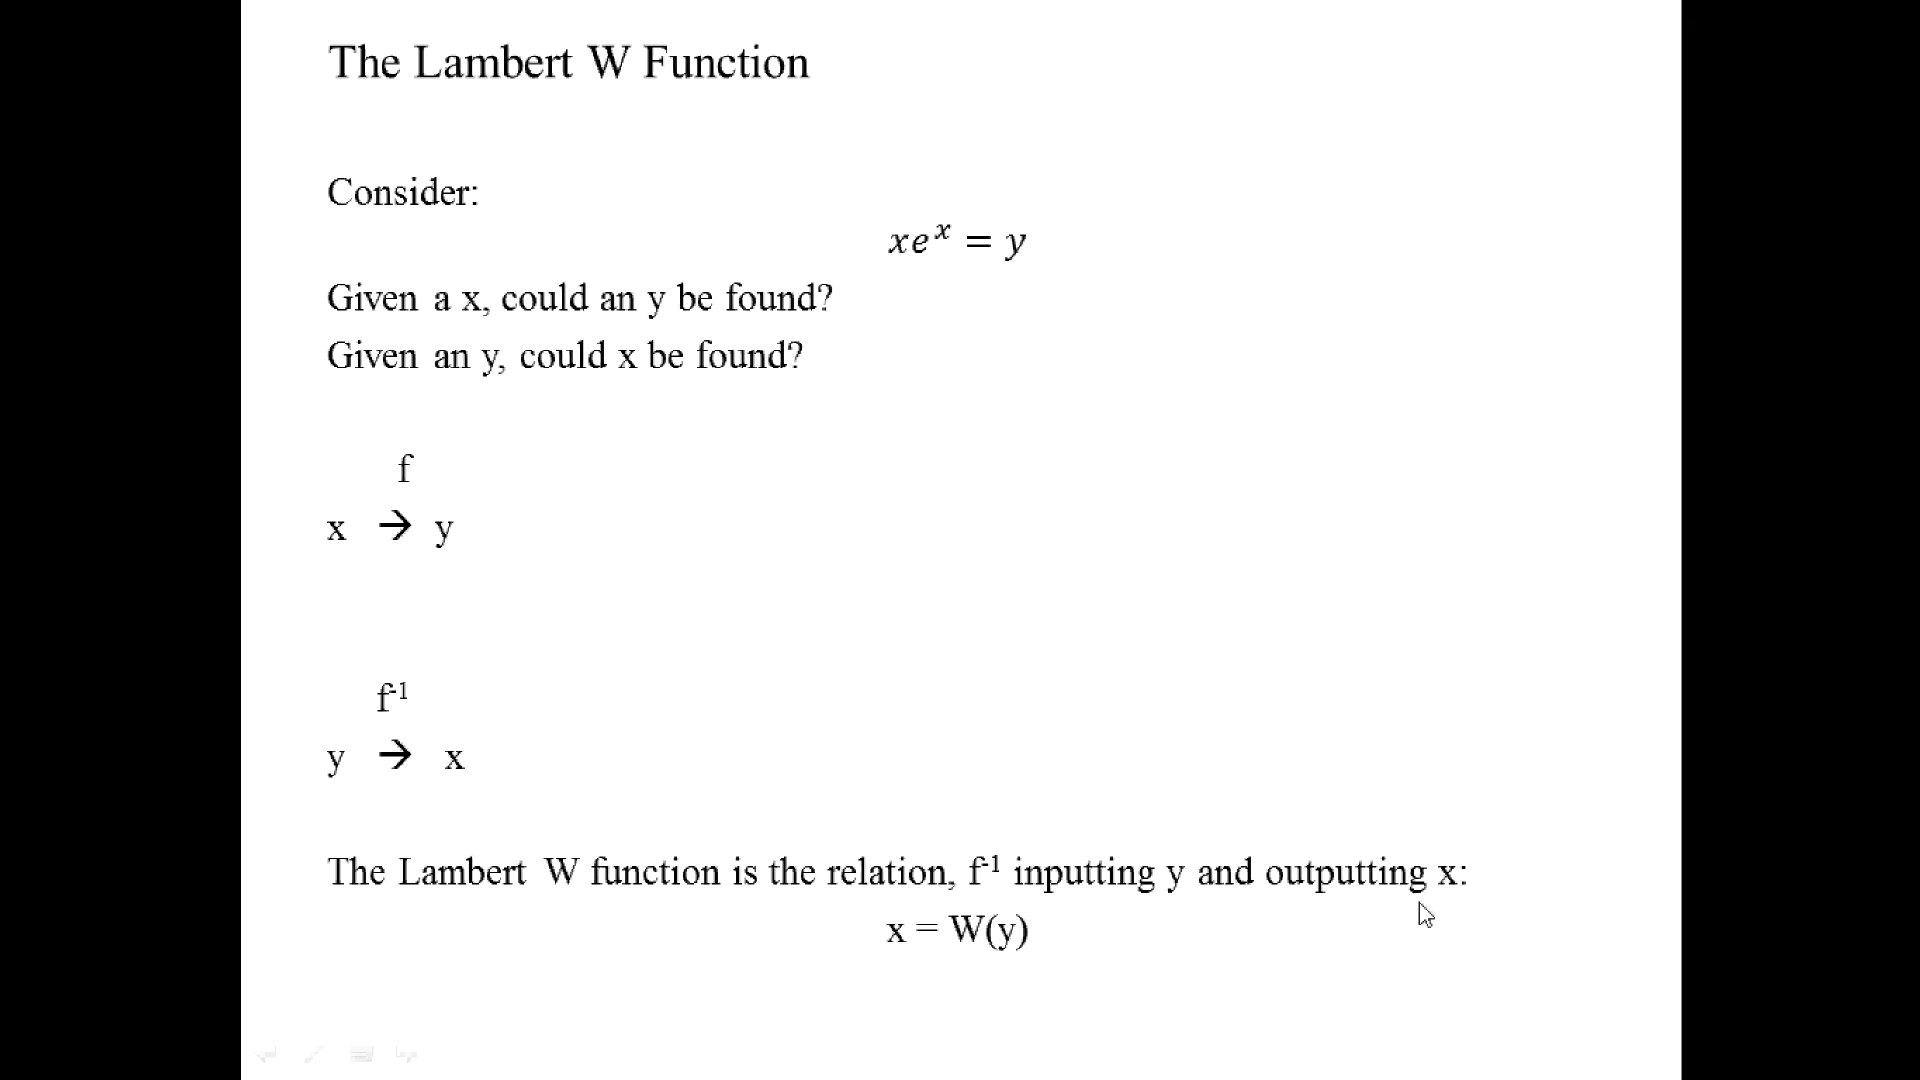 The Lambert W Function
Consider:
xeˣ = y
Given a x, could an y be found?
Given an y, could x be found?
f
x → y
f⁻¹
y → x
The Lambert W function is the relation, f⁻¹ inputting y and outputting x:
x = W(y)